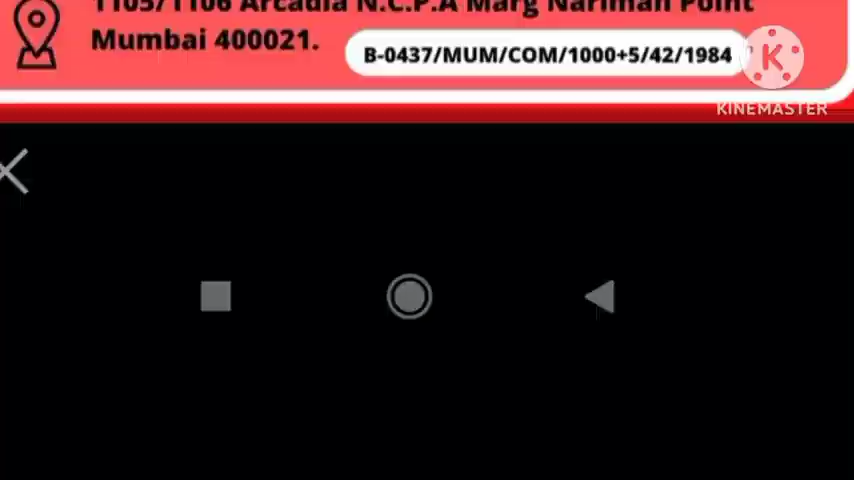 1105/1106 Arcadia N.C.P.A Marg Nariman Point
Mumbai 400021.
B-0437/MUM/COM/1000+5/42/1984
K
KINEMASTER